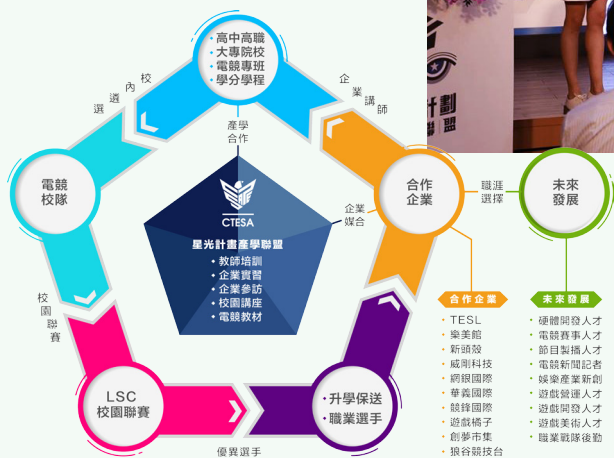 ・高中高職
・大專院校
・電競專班
・學分學程
校內選遴
企業講師
產學
合作
計劃
聯盟
電競
校隊
CTESA
星光計畫產學聯盟
・教師培訓
・企業實習
・企業參訪
・校園講座
・電競教材
企業
媒合
合作
企業
職涯
選擇
未來
發展
校園聯賽
LSC
校園聯賽
優異選手
・升學保送
・職業選手
合作企業
・TESL
・樂美館
・新頭殼
・威剛科技
・網銀國際
・華義國際
・競鋒國際
・遊戲橘子
・創夢市集
・狼谷競技台
未來發展
・硬體開發人才
・電競賽事人才
・節目製播人才
・電競新聞記者
・娛樂產業新創
・遊戲營運人才
・遊戲開發人才
・遊戲美術人才
・職業戰隊後勤